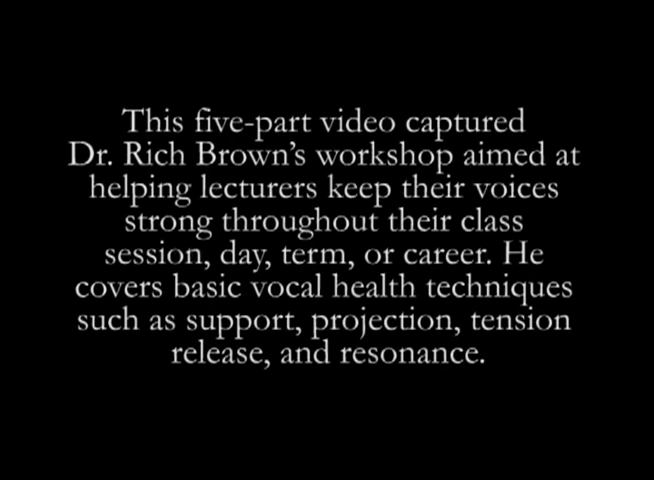 This five-part video captured
Dr. Rich Brown’s workshop aimed at
helping lecturers keep their voices
strong throughout their class
session, day, term, or career. He
covers basic vocal health techniques
such as support, projection, tension
release, and resonance.